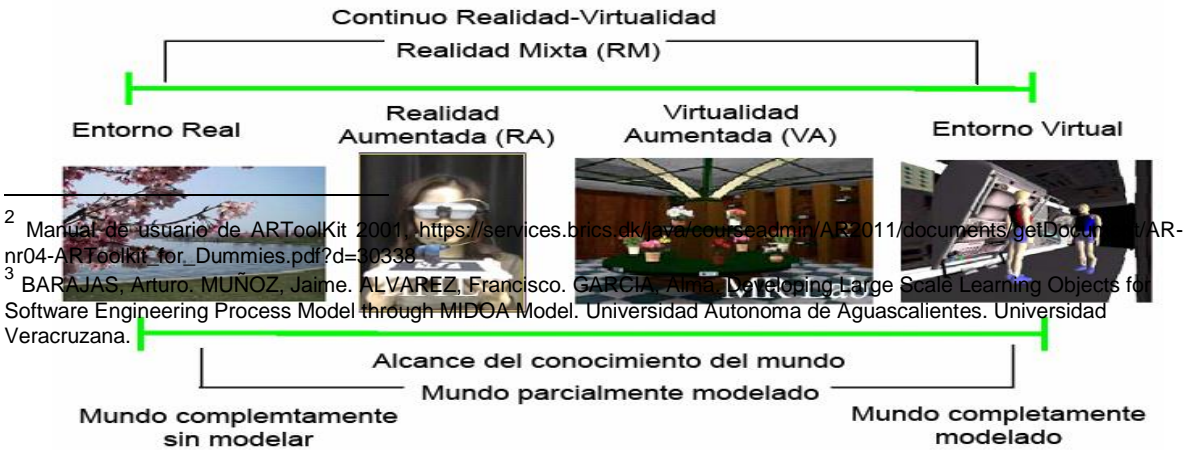 Continuo Realidad-Virtualidad
Realidad Mixta (RM)
Entorno Real
Realidad
Aumentada (RA)
Virtualidad
Aumentada (VA)
Entorno Virtual
2 Manual de usuario de ARToolKit 2001, https://services.brics.dk/java/courseadmin/AR2011/documents/getDocument/AR-
nr04-ARToolkit_for_Dummies.pdf?d=30338
3 BARAJAS, Arturo. MUÑOZ, Jaime. ALVAREZ, Francisco. GARCIA, Alma, Developing Large Scale Learning Objects for
Software Engineering Process Model through MIDOA Model. Universidad Autonoma de Aguascalientes. Universidad
Veracruzana.
MR Lab
Alcance del conocimiento del mundo
Mundo parcialmente modelado
Mundo complemtamente
sin modelar
Mundo completamente
modelado